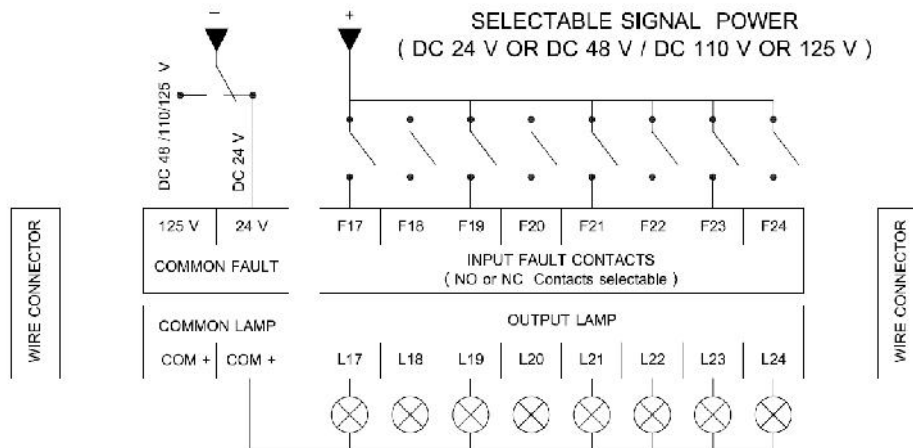 SELECTABLE SIGNAL POWER
( DC 24 V OR DC 48 V / DC 110 V OR 125 V )
− +
DC 48 /110/125 V
DC 24 V
WIRE CONNECTOR
125 V 24 V
COMMON FAULT
F17 F18 F19 F20 F21 F22 F23 F24
INPUT FAULT CONTACTS
( NO or NC Contacts selectable )
COMMON LAMP
COM + COM +
OUTPUT LAMP
L17 L18 L19 L20 L21 L22 L23 L24
WIRE CONNECTOR